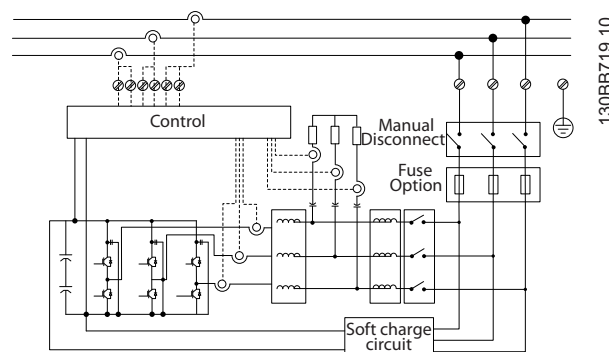 130BB719.10
Control
Manual
Disconnect
Fuse
Option
Soft charge
circuit